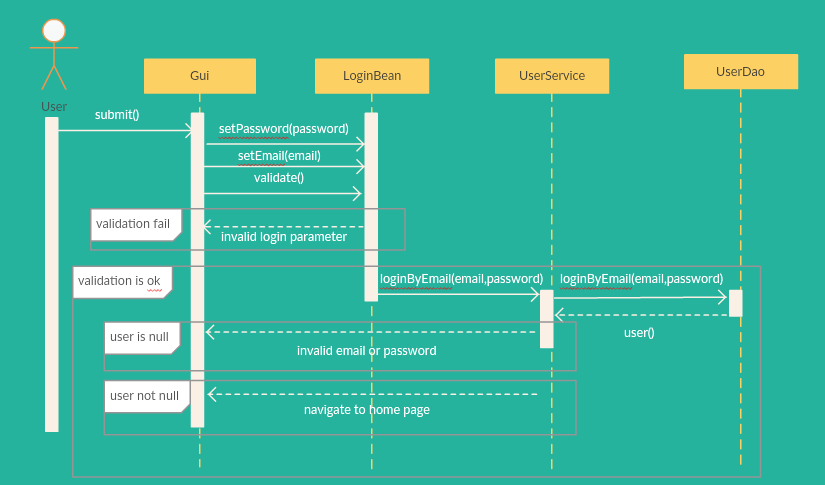 Gui
LoginBean
UserService
UserDao
User
submit()
setPassword(password)
setEmail(email)
validate()
validation fail
invalid login parameter
validation is ok
loginByEmail(email,password)
loginByEmail(email,password)
user is null
user()
invalid email or password
user not null
navigate to home page